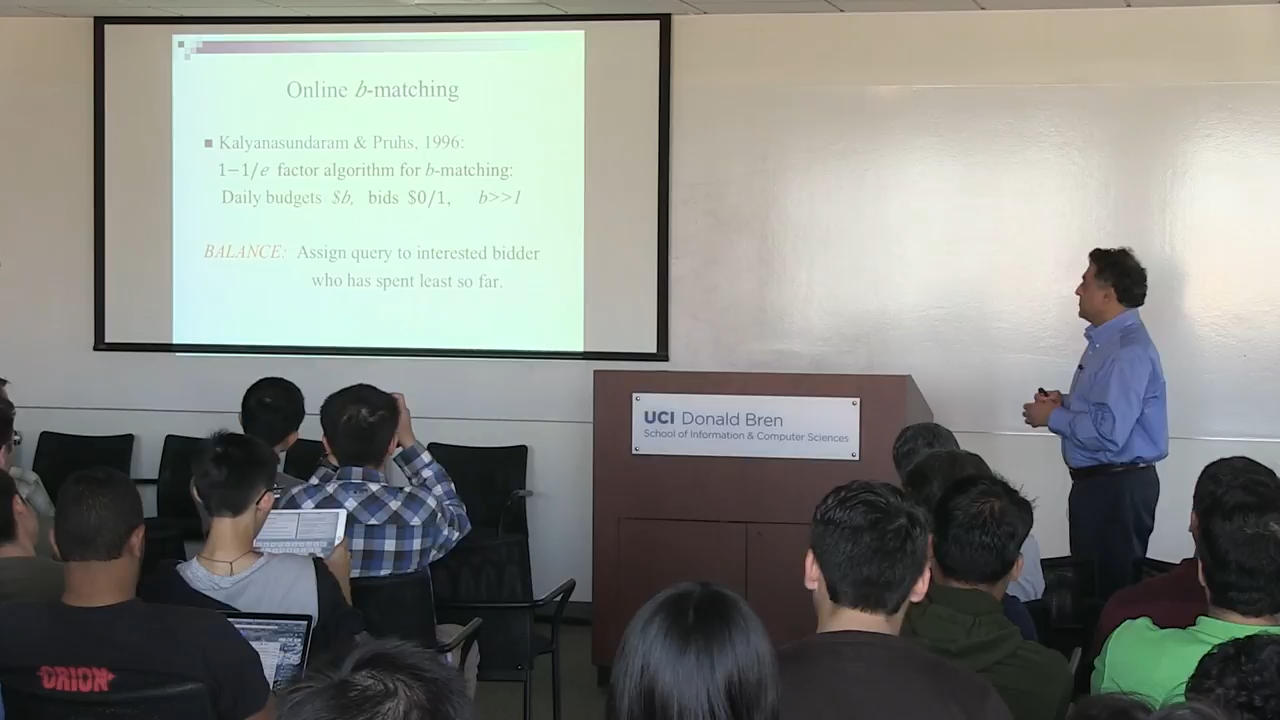 Online b-matching
Kalyanasundaram & Pruhs, 1996:
1−1/e factor algorithm for b-matching:
Daily budgets $b, bids $0/1, b>>1
BALANCE: Assign query to interested bidder
who has spent least so far.
UCI Donald Bren
School of Information & Computer Sciences
ORION